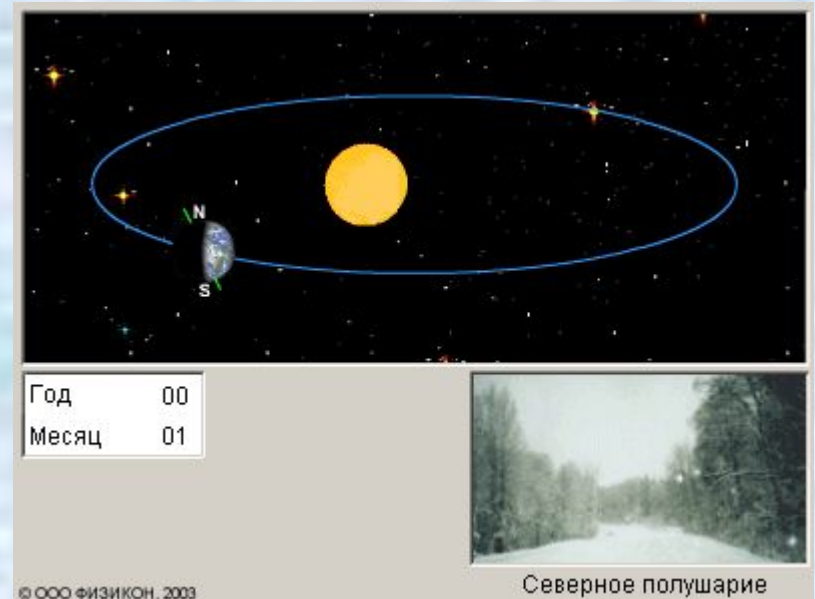 N
S
Год 00
Месяц 01
Северное полушарие
© ООО ФИЗИКОН, 2003